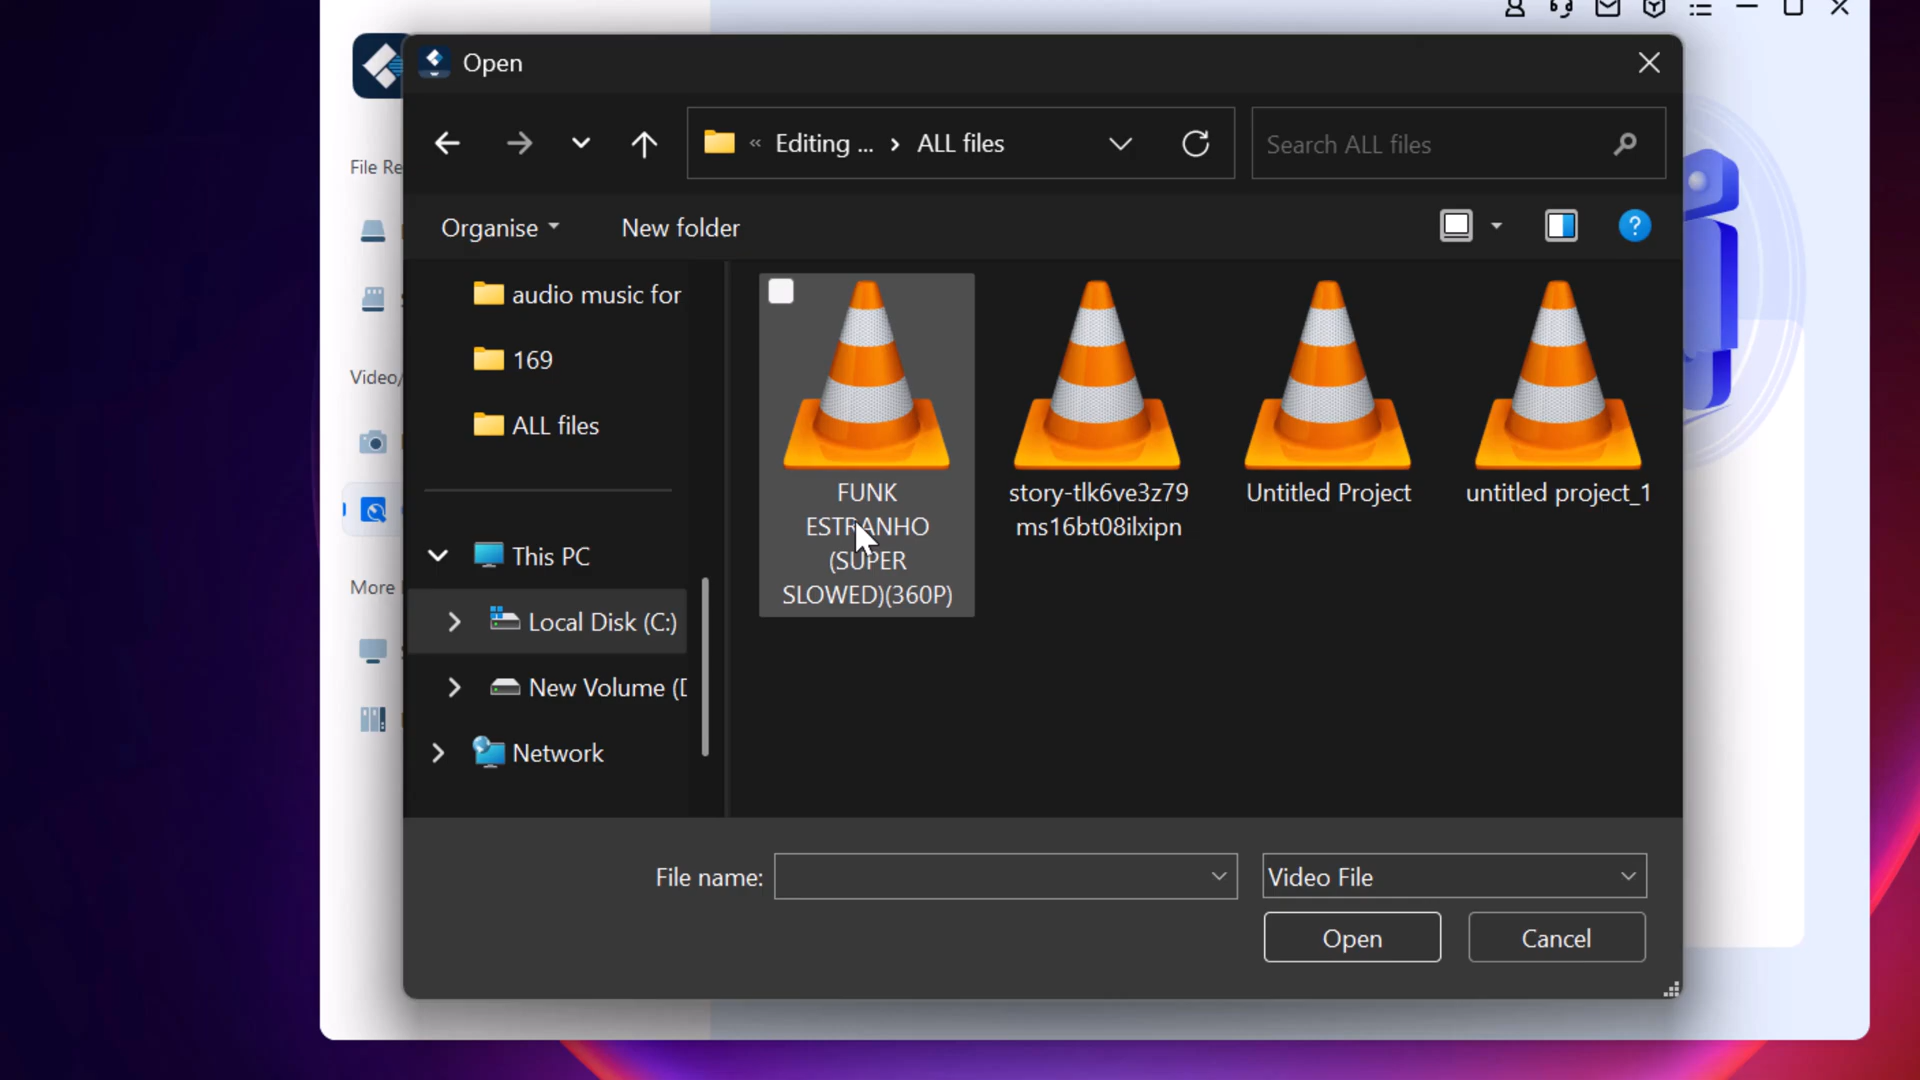 Open
« Editing ... › ALL files
Search ALL files
Organise
New folder
File Re
Video/
More
audio music for
169
ALL files
This PC
Local Disk (C:)
New Volume (D
Network
FUNK
ESTRANHO
(SUPER
SLOWED)(360P)
story-tlk6ve3z79
ms16bt08ilxipn
Untitled Project
untitled project_1
File name:
Video File
Open
Cancel